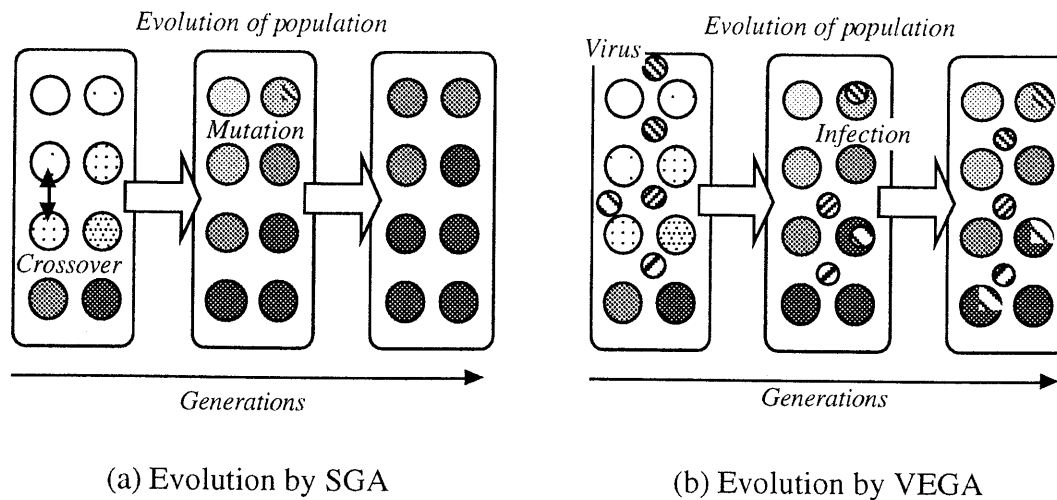 Evolution of population
Mutation
Crossover
Generations
(a) Evolution by SGA
Evolution of population
Virus
Infection
Generations
(b) Evolution by VEGA